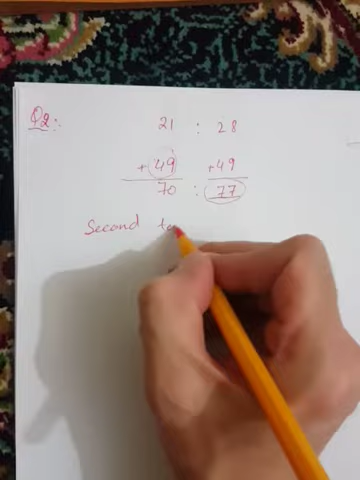 Q2:
21 : 28
+49 +49
70 : 77
Second